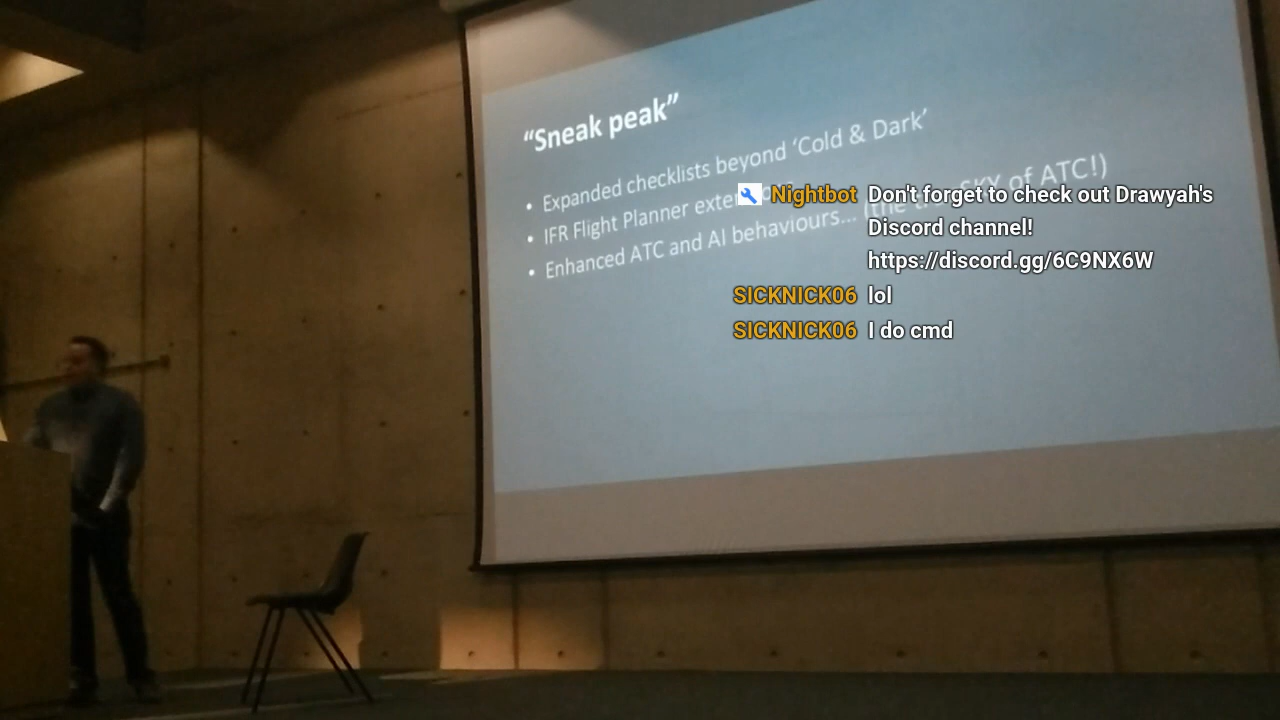 “Sneak peak”
• Expanded checklists beyond ‘Cold & Dark’
• IFR Flight Planner
• Enhanced ATC and AI behaviours... (the SKY of ATC!)
Nightbot Don't forget to check out Drawyah's
Discord channel!
https://discord.gg/6C9NX6W
SICKNICK06 lol
SICKNICK06 I do cmd